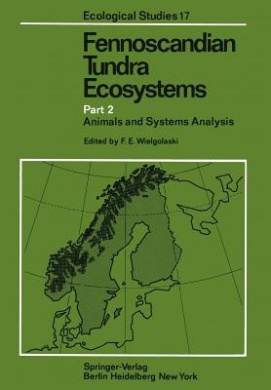 Ecological Studies 17
Fennoscandian
Tundra
Ecosystems
Part 2
Animals and Systems Analysis
Edited by F. E. Wielgolaski
Springer-Verlag
Berlin Heidelberg New York